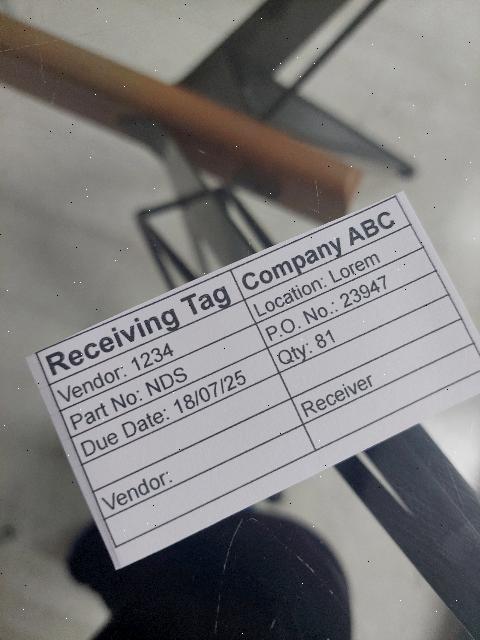 Receiving Tag Company ABC
Vendor: 1234 Location: Lorem
Part No: NDS P.O. No.: 23947
Due Date: 18/07/25 Qty: 81
Vendor: Receiver